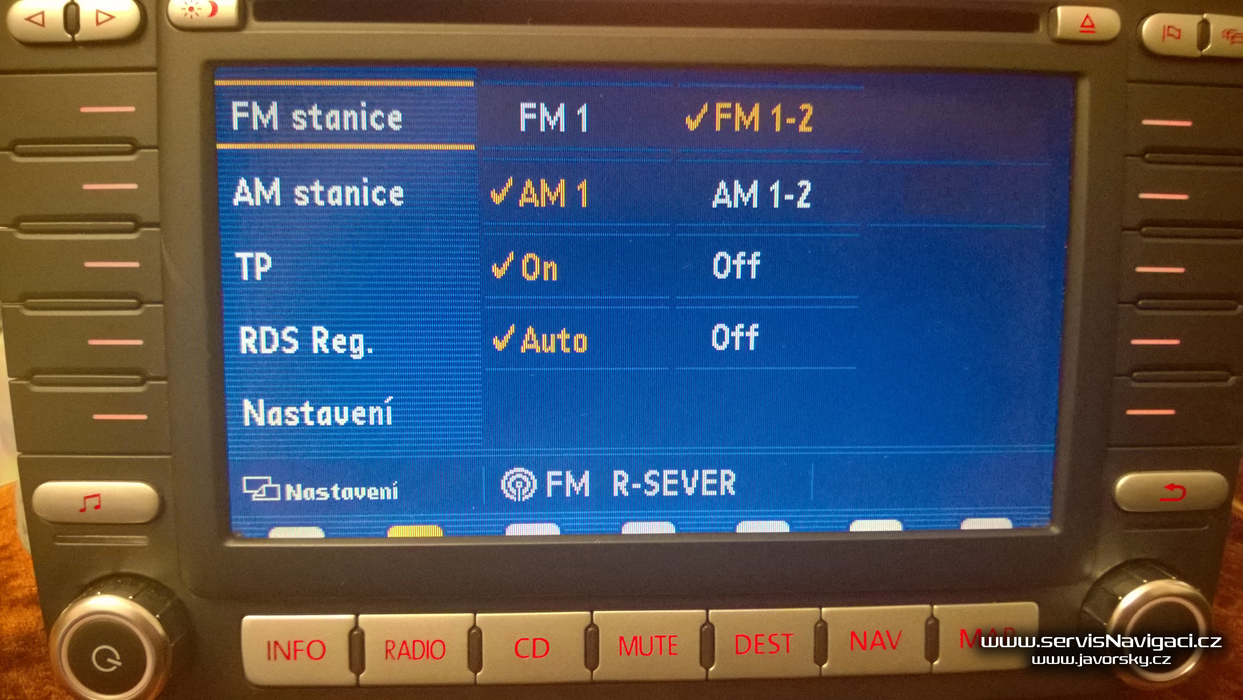 FM stanice FM 1 ✓FM 1-2
AM stanice ✓AM 1 AM 1-2
TP ✓On Off
RDS Reg. ✓Auto Off
Nastavení
Nastavení FM R-SEVER
INFO RADIO CD MUTE DEST NAV MAP
www.servisNavigaci.cz
www.javorsky.cz